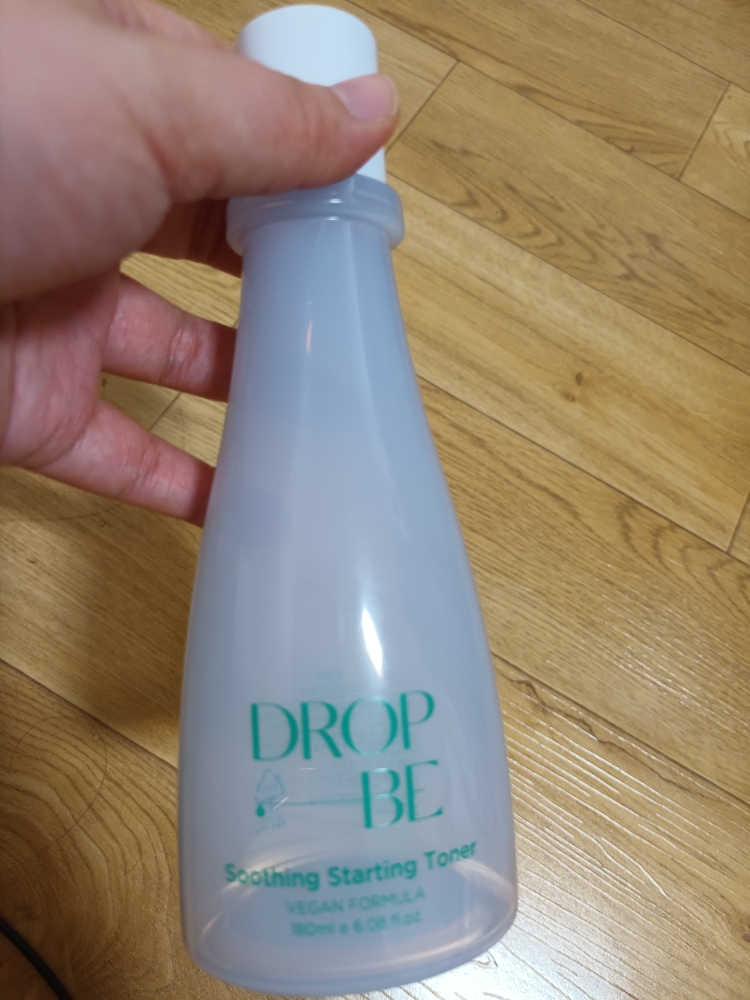 DROP
BE
Soothing Starting Toner
VEGAN FORMULA
180ml e 6.08 fl.oz